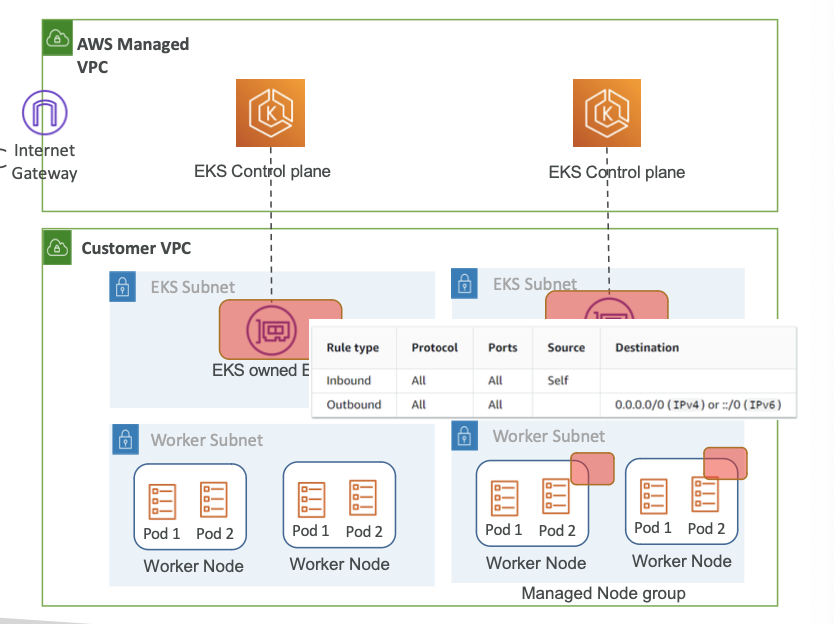 AWS Managed
VPC
Internet
Gateway
EKS Control plane
EKS Control plane
Customer VPC
EKS Subnet
EKS Subnet
EKS owned
Rule type Protocol Ports Source Destination
Inbound All All Self
Outbound All All 0.0.0.0/0 (IPv4) or ::/0 (IPv6)
Worker Subnet
Worker Subnet
Pod 1 Pod 2
Pod 1 Pod 2
Pod 1 Pod 2
Pod 1 Pod 2
Worker Node
Worker Node
Worker Node
Worker Node
Managed Node group